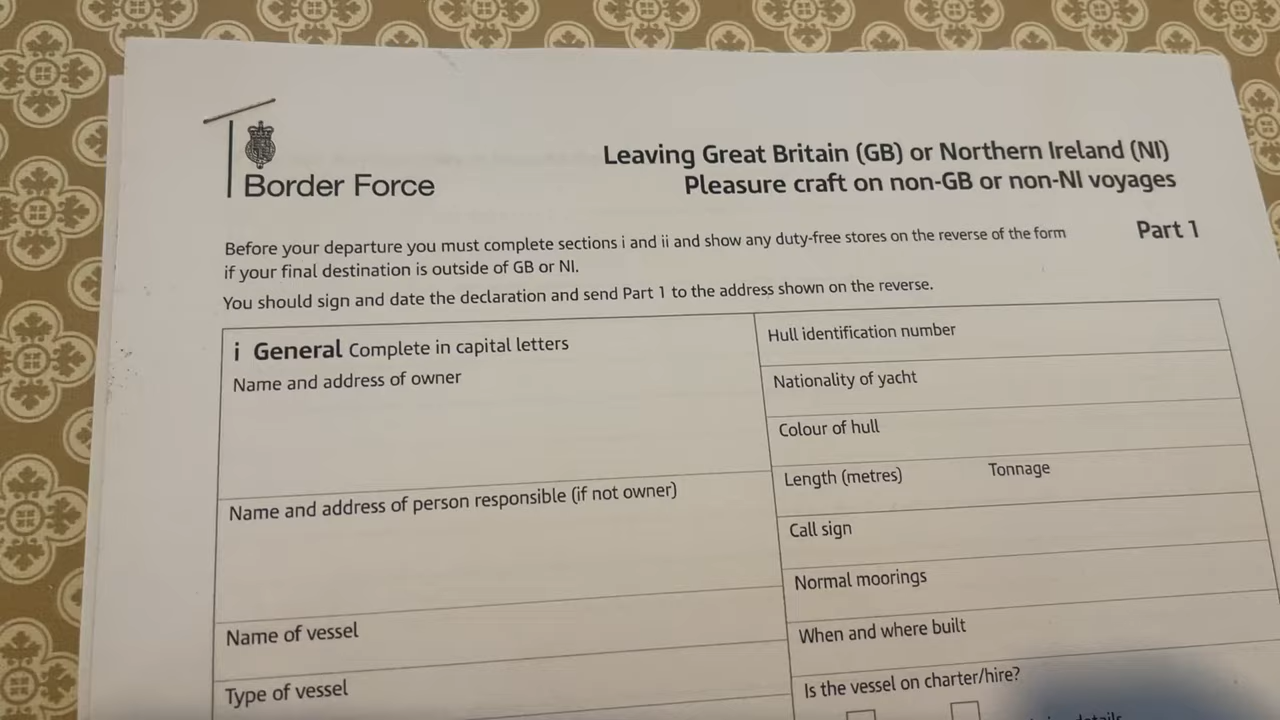 Border Force
Leaving Great Britain (GB) or Northern Ireland (NI)
Pleasure craft on non-GB or non-NI voyages
Part 1
Before your departure you must complete sections i and ii and show any duty-free stores on the reverse of the form
if your final destination is outside of GB or NI.
You should sign and date the declaration and send Part 1 to the address shown on the reverse.
i General Complete in capital letters
Name and address of owner
Name and address of person responsible (if not owner)
Name of vessel
Type of vessel
Hull identification number
Nationality of yacht
Colour of hull
Length (metres) Tonnage
Call sign
Normal moorings
When and where built
Is the vessel on charter/hire?
details